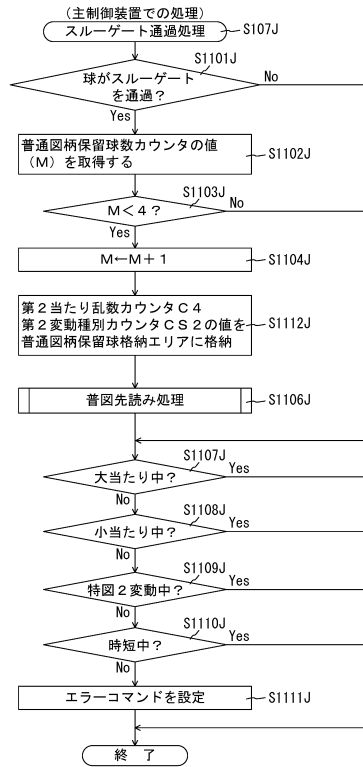 （主制御装置での処理）
スルーゲート通過処理
S107J
球がスルーゲート
を通過？
S1101J
No
Yes
普通図柄保留球数カウンタの値
（Ｍ）を取得する
S1102J
Ｍ＜４？
S1103J
No
Yes
Ｍ←Ｍ＋１
S1104J
第２当たり乱数カウンタＣ４
第２変動種別カウンタＣＳ２の値を
普通図柄保留球格納エリアに格納
S1112J
普図先読み処理
S1106J
大当たり中？
S1107J
Yes
No
小当たり中？
S1108J
Yes
No
特図２変動中？
S1109J
Yes
No
時短中？
S1110J
Yes
No
エラーコマンドを設定
S1111J
終 了